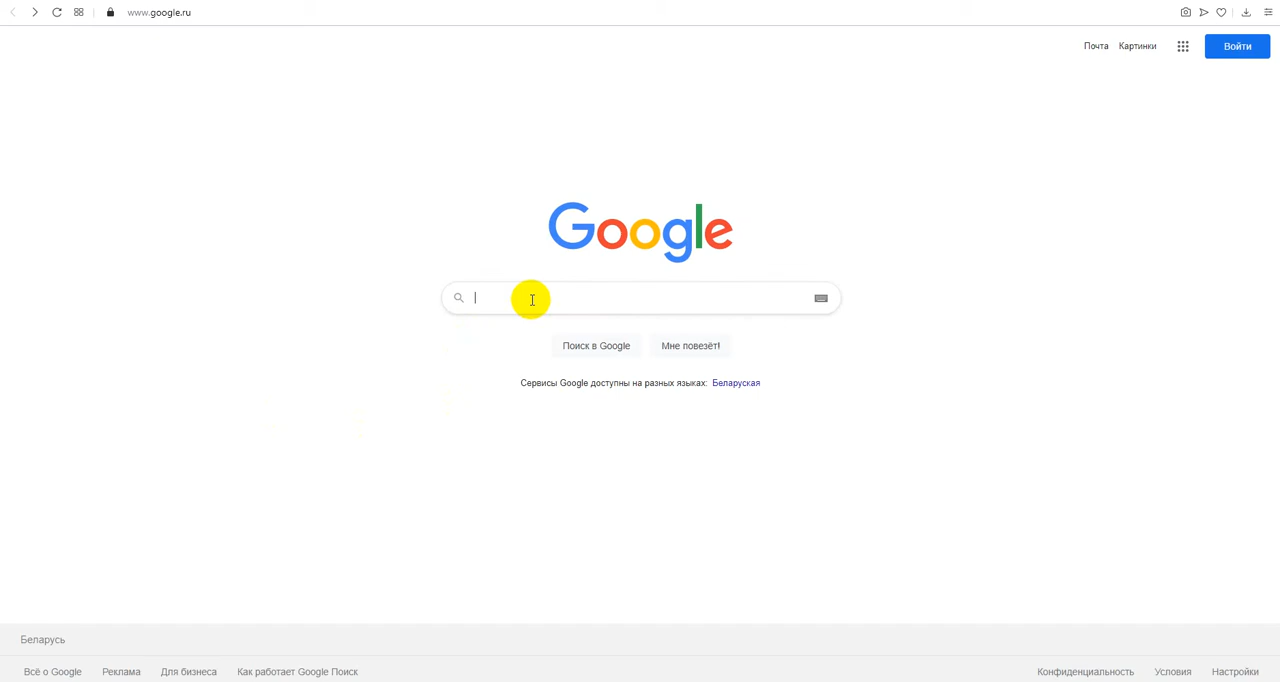 www.google.ru
Почта Картинки Войти
Google
Поиск в Google Мне повезёт!
Сервисы Google доступны на разных языках: Беларуская
Беларусь
Всё о Google Реклама Для бизнеса Как работает Google Поиск Конфиденциальность Условия Настройки